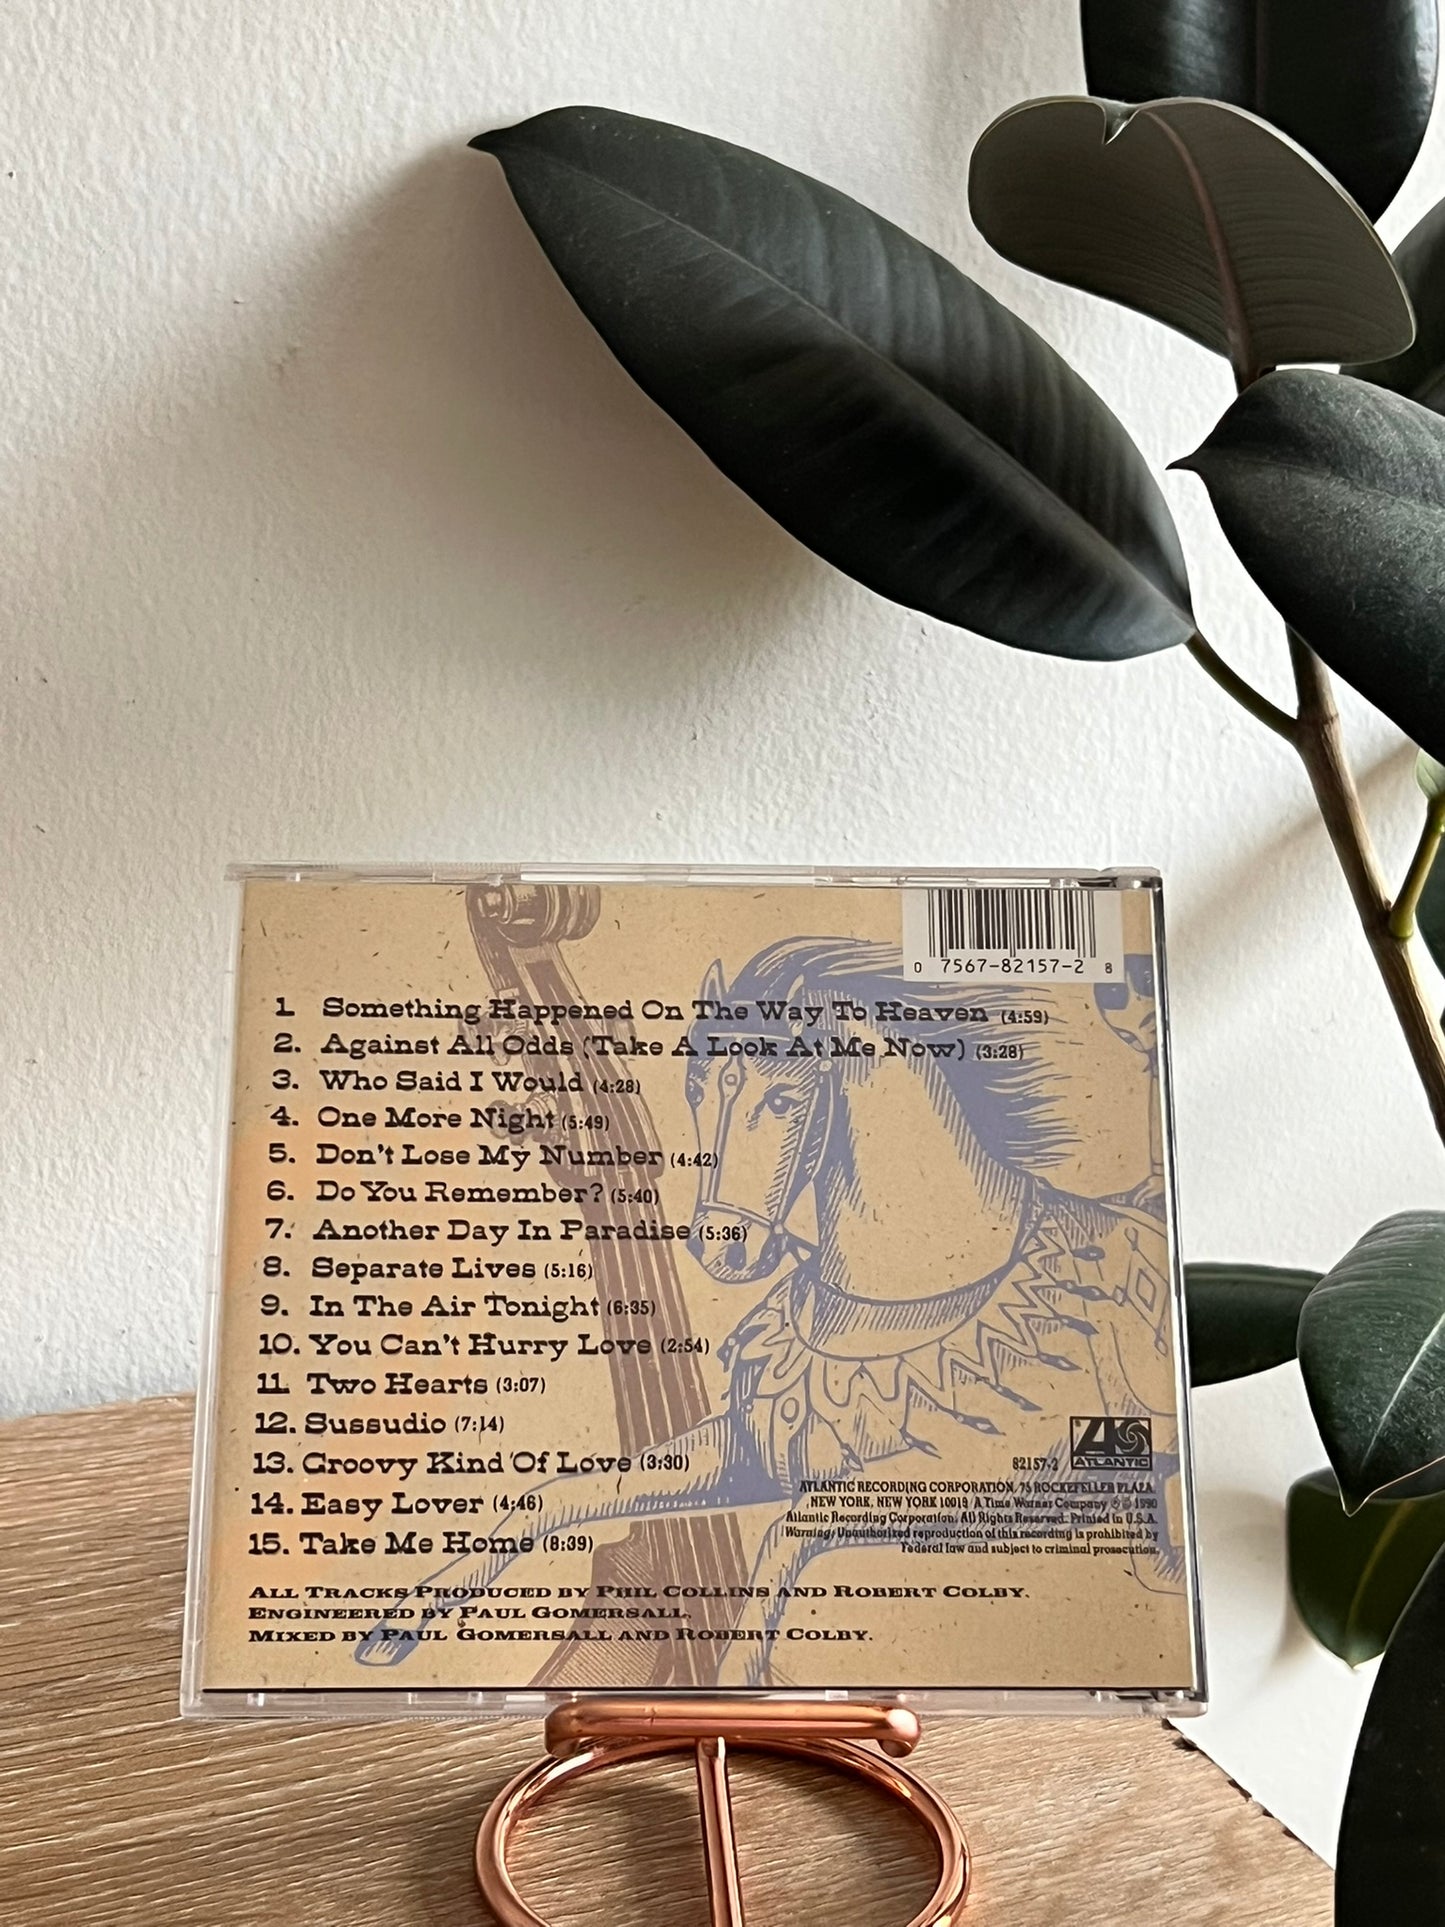 0 7567-82157-2 8
1. Something Happened On The Way To Heaven (4:59)
2. Against All Odds (Take A Look At Me Now) (3:28)
3. Who Said I Would (4:28)
4. One More Night (5:49)
5. Don't Lose My Number (4:42)
6. Do You Remember? (5:40)
7. Another Day In Paradise (5:36)
8. Separate Lives (5:16)
9. In The Air Tonight (6:35)
10. You Can't Hurry Love (2:54)
11. Two Hearts (3:07)
12. Sussudio (7:14)
13. Groovy Kind Of Love (3:30)
14. Easy Lover (4:46)
15. Take Me Home (8:39)
ALL TRACKS PRODUCED BY PHIL COLLINS AND ROBERT COLBY.
ENGINEERED BY PAUL GOMERSALL.
MIXED BY PAUL GOMERSALL AND ROBERT COLBY.
ATLANTIC
82157-2
ATLANTIC RECORDING CORPORATION, 75 ROCKEFELLER PLAZA,
NEW YORK, NEW YORK 10019 A Time Warner Company ℗ © 1990
Atlantic Recording Corporation. All Rights Reserved. Printed in U.S.A.
Warning: Unauthorized reproduction of this recording is prohibited by
Federal law and subject to criminal prosecution.